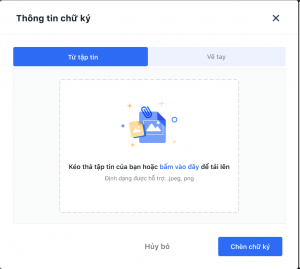 Thông tin chữ ký
Từ tập tin
Vẽ tay
Kéo thả tập tin của bạn hoặc bấm vào đây để tải lên
Định dạng được hỗ trợ: jpeg, png
Hủy bỏ
Chèn chữ ký